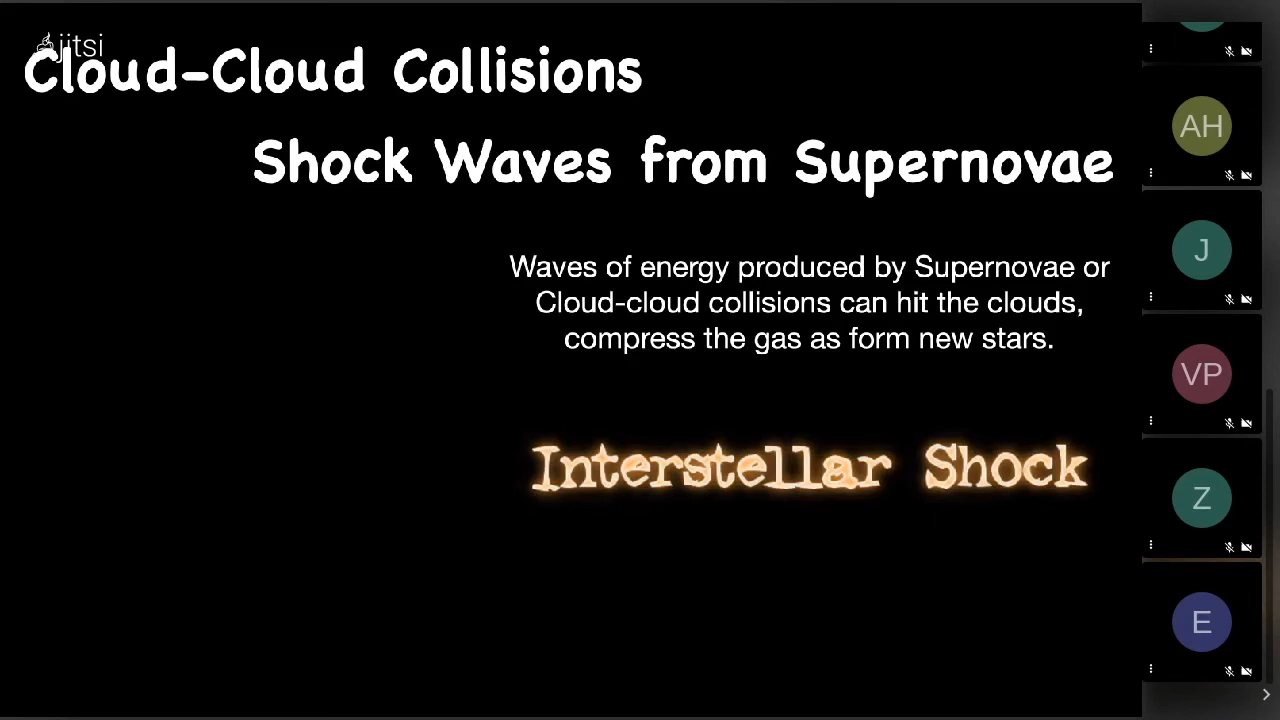 jitsi
Cloud-Cloud Collisions
Shock Waves from Supernovae
Waves of energy produced by Supernovae or
Cloud-cloud collisions can hit the clouds,
compress the gas as form new stars.
Interstellar Shock
AH
J
VP
Z
E